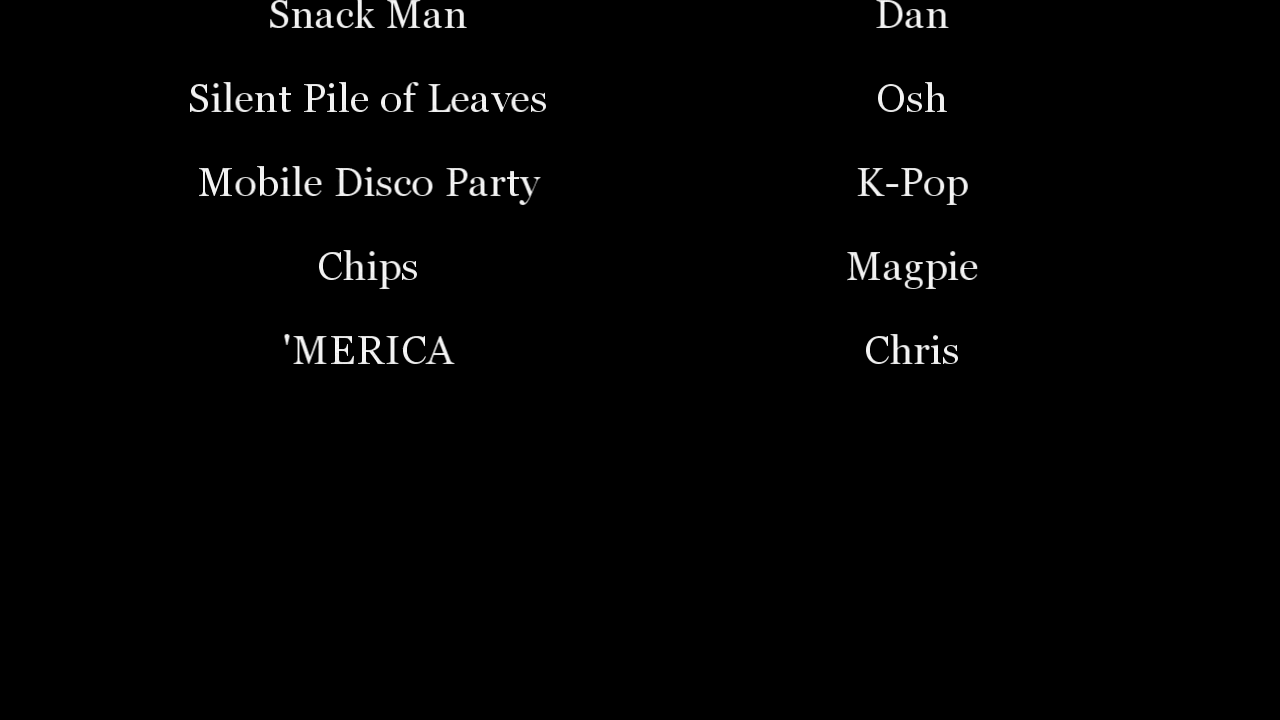 Snack Man Dan
Silent Pile of Leaves Osh
Mobile Disco Party K-Pop
Chips Magpie
'MERICA Chris